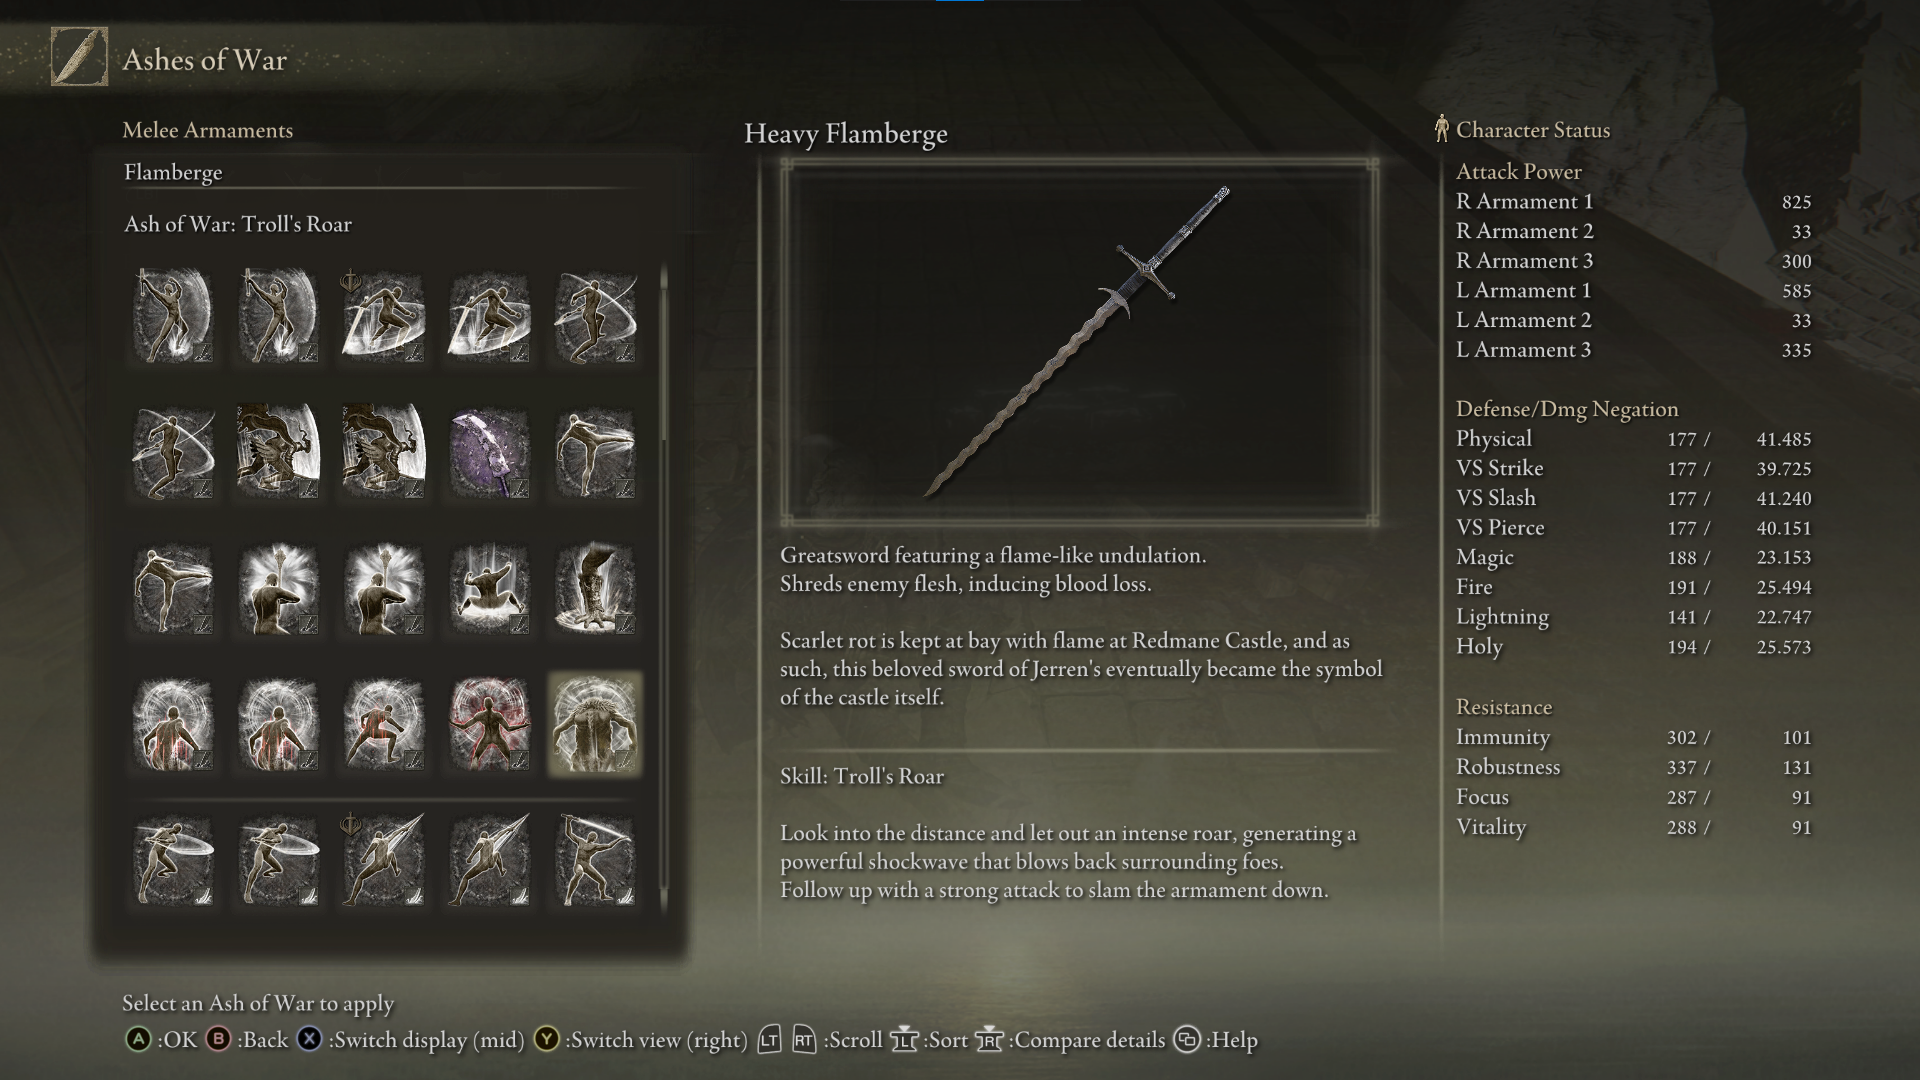 Ashes of War
Melee Armaments
Flamberge
Ash of War: Troll's Roar
Heavy Flamberge
Greatsword featuring a flame-like undulation.
Shreds enemy flesh, inducing blood loss.
Scarlet rot is kept at bay with flame at Redmane Castle, and as
such, this beloved sword of Jerren's eventually became the symbol
of the castle itself.
Skill: Troll's Roar
Look into the distance and let out an intense roar, generating a
powerful shockwave that blows back surrounding foes.
Follow up with a strong attack to slam the armament down.
Character Status
Attack Power
R Armament 1 825
R Armament 2 33
R Armament 3 300
L Armament 1 585
L Armament 2 33
L Armament 3 335
Defense/Dmg Negation
Physical 177 / 41.485
VS Strike 177 / 39.725
VS Slash 177 / 41.240
VS Pierce 177 / 40.151
Magic 188 / 23.153
Fire 191 / 25.494
Lightning 141 / 22.747
Holy 194 / 25.573
Resistance
Immunity 302 / 101
Robustness 337 / 131
Focus 287 / 91
Vitality 288 / 91
Select an Ash of War to apply
A :OK B :Back X :Switch display (mid) Y :Switch view (right) LT RT :Scroll L :Sort R :Compare details :Help